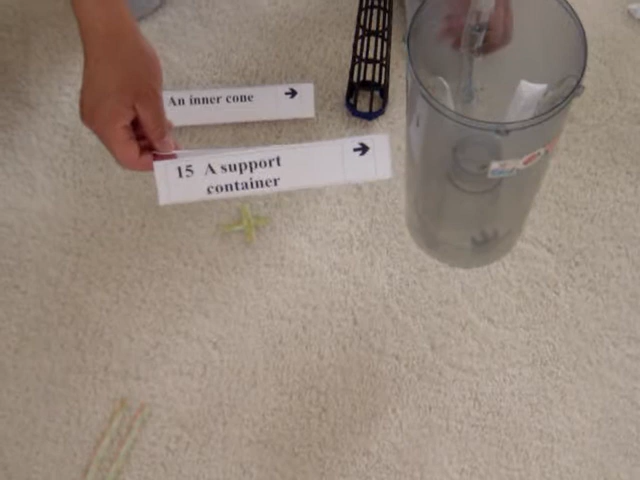 An inner cone →
15 A support →
container